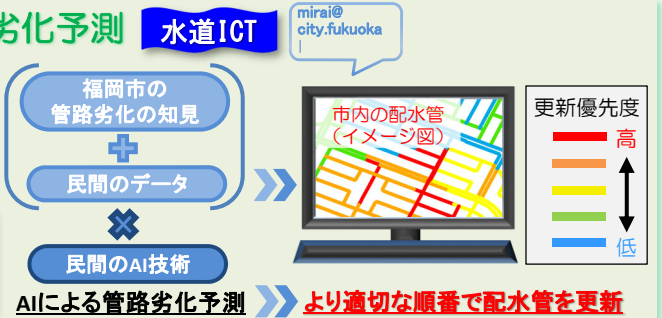 劣化予測
水道ICT
mirai@
city.fukuoka
福岡市の
管路劣化の知見
民間のデータ
民間のAI技術
市内の配水管
（イメージ図）
更新優先度
高
低
AIによる管路劣化予測
より適切な順番で配水管を更新